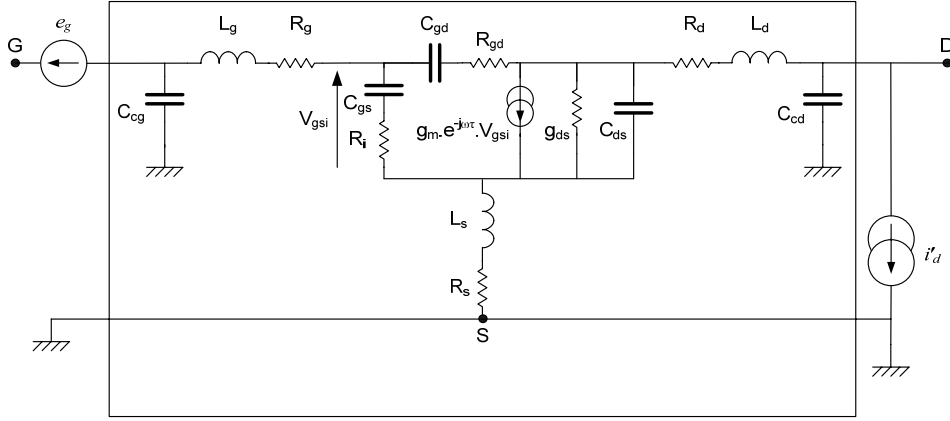 e_g
L_g
R_g
C_gd
R_gd
R_d
L_d
G
D
C_cg
V_gsi
C_gs
R_i
g_m.e^-jωτ.V_gsi
g_ds
C_ds
C_cd
L_s
R_s
i'_d
S